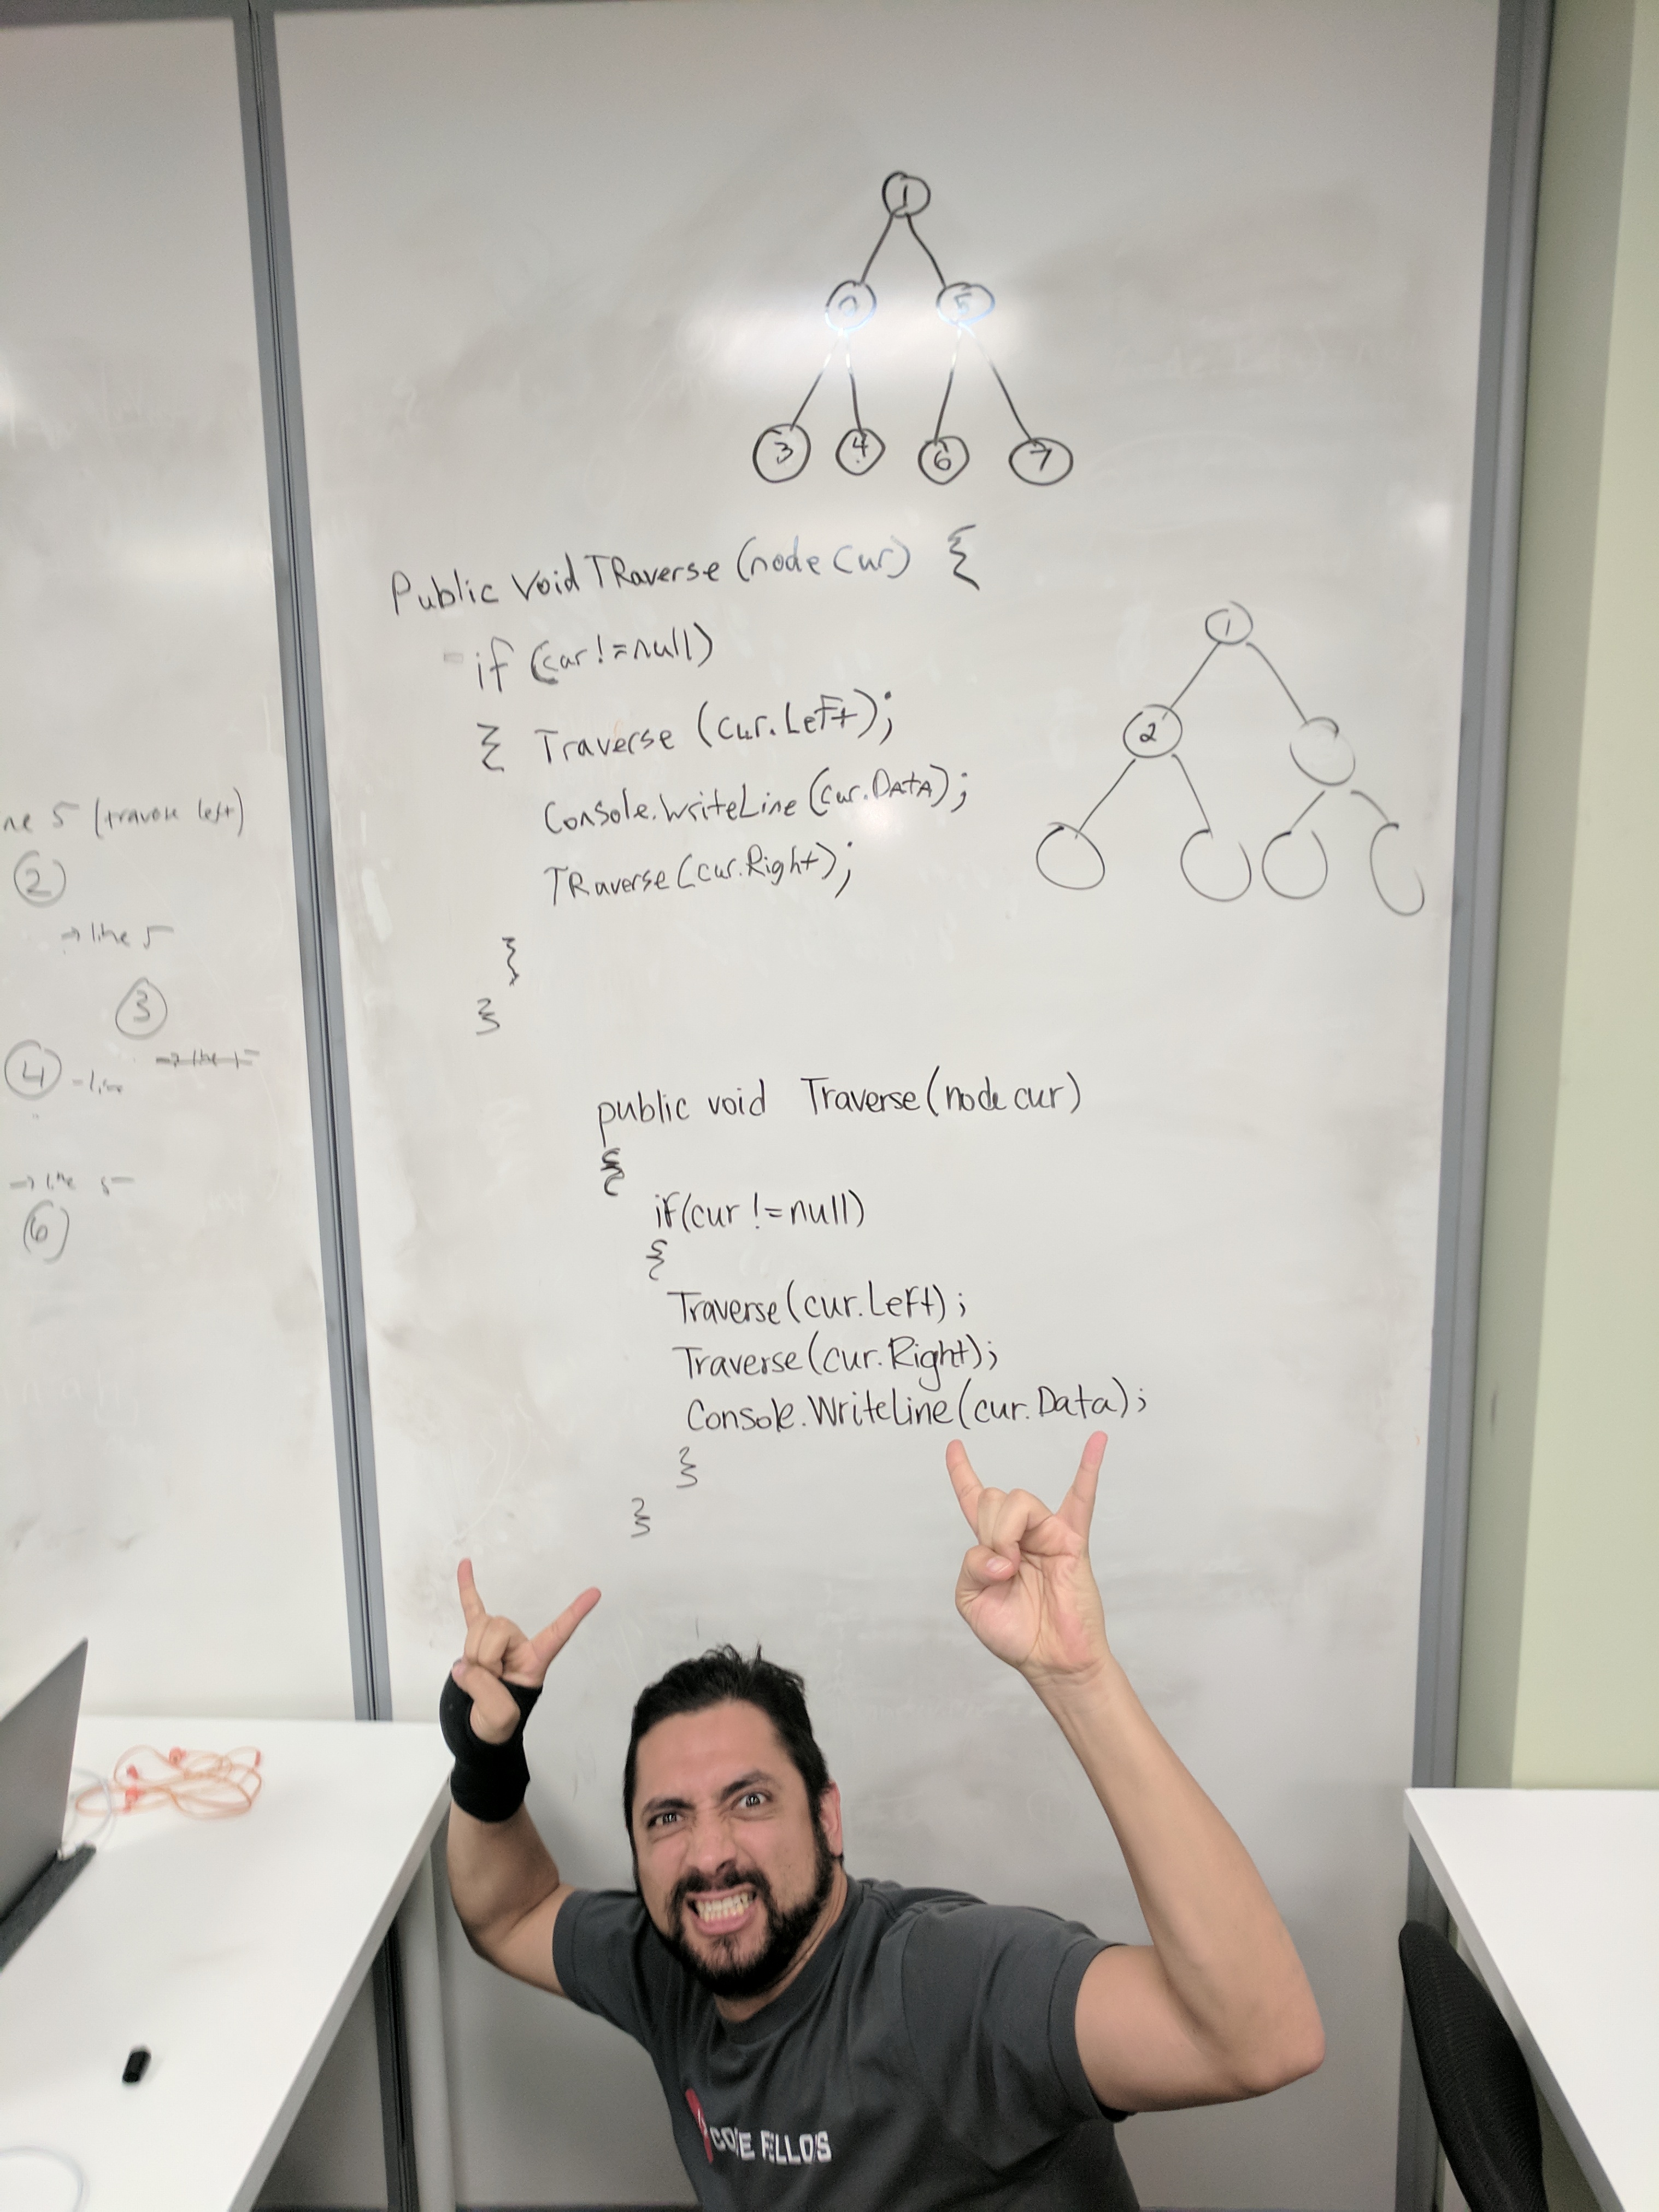 1
2 5
3 4 6 7
Public Void TRaverse (node cur) {
if (cur != null)
{ Traverse (cur.Left);
Console.WriteLine (cur.DATA);
TRaverse (cur.Right);
}
}
1
2
ne 5 (traverse left)
2
→ line 5
3
→ line 5
4 - line
→ line 5
6
public void Traverse (node cur)
{
if (cur != null)
{
Traverse (cur.Left);
Traverse (cur.Right);
Console.WriteLine (cur.Data);
}
}
CODE FELLOWS